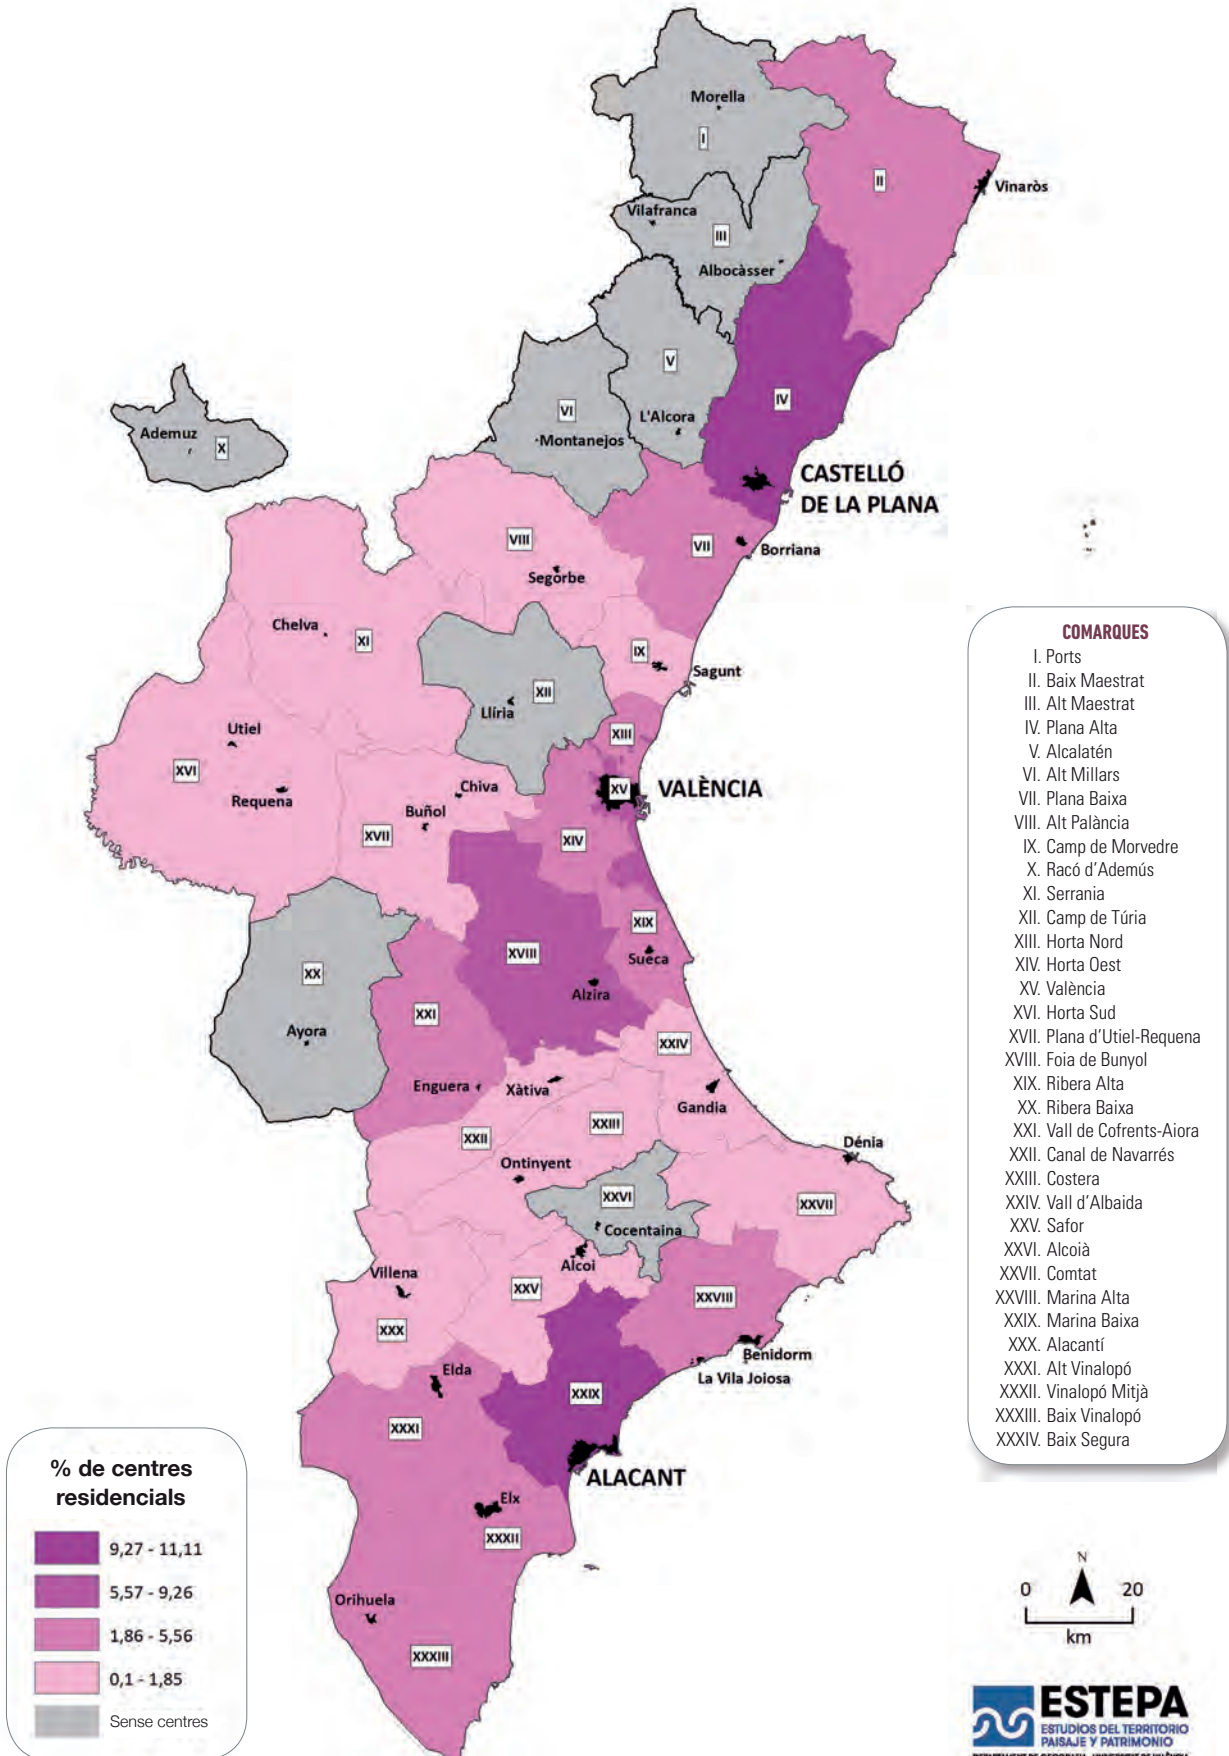 Morella
I
II
Vinaròs
Vilafranca
III
Albocàsser
V
IV
VI
L'Alcora
Montanejos
Ademuz
X
CASTELLÓ
DE LA PLANA
VIII
VII
Borriana
Segorbe
Chelva
XI
IX
Sagunt
XII
Llíria
Utiel
XIII
XVI
Requena
Chiva
XV
VALÈNCIA
Buñol
XVII
XIV
XIX
XVIII
Sueca
XX
Alzira
XXI
Ayora
XXIV
Enguera
Xàtiva
Gandia
XXIII
XXII
Dénia
Ontinyent
XXVI
XXVII
Cocentaina
Alcoi
Villena
XXV
XXVIII
XXX
Benidorm
Elda
La Vila Joiosa
XXIX
XXXI
ALACANT
Elx
XXXII
Orihuela
XXXIII
COMARQUES
I. Ports
II. Baix Maestrat
III. Alt Maestrat
IV. Plana Alta
V. Alcalatén
VI. Alt Millars
VII. Plana Baixa
VIII. Alt Palància
IX. Camp de Morvedre
X. Racó d'Ademús
XI. Serrania
XII. Camp de Túria
XIII. Horta Nord
XIV. Horta Oest
XV. València
XVI. Horta Sud
XVII. Plana d'Utiel-Requena
XVIII. Foia de Bunyol
XIX. Ribera Alta
XX. Ribera Baixa
XXI. Vall de Cofrents-Aiora
XXII. Canal de Navarrés
XXIII. Costera
XXIV. Vall d'Albaida
XXV. Safor
XXVI. Alcoià
XXVII. Comtat
XXVIII. Marina Alta
XXIX. Marina Baixa
XXX. Alacantí
XXXI. Alt Vinalopó
XXXII. Vinalopó Mitjà
XXXIII. Baix Vinalopó
XXXIV. Baix Segura
% de centres
residencials
9,27 - 11,11
5,57 - 9,26
1,86 - 5,56
0,1 - 1,85
Sense centres
N
0 20
km
ESTEPA
ESTUDIOS DEL TERRITORIO
PAISAJE Y PATRIMONIO